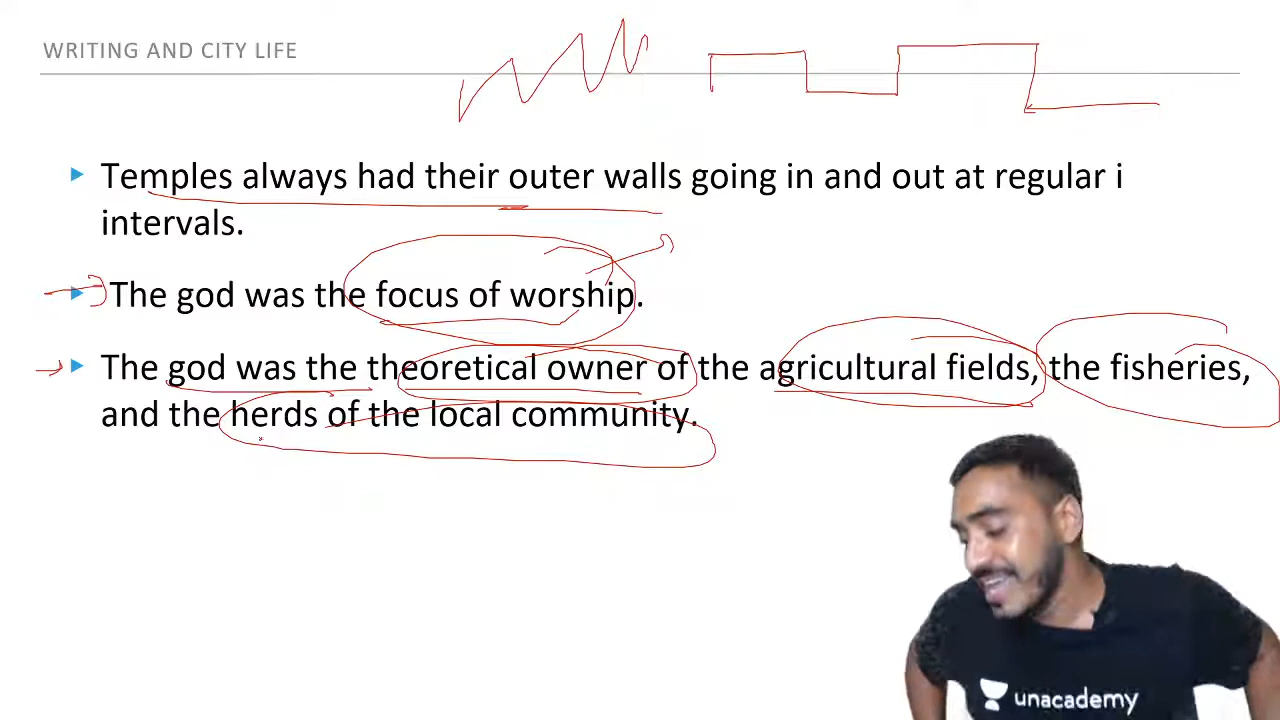 WRITING AND CITY LIFE
Temples always had their outer walls going in and out at regular i
intervals.
The god was the focus of worship.
The god was the theoretical owner of the agricultural fields, the fisheries,
and the herds of the local community.
unacademy